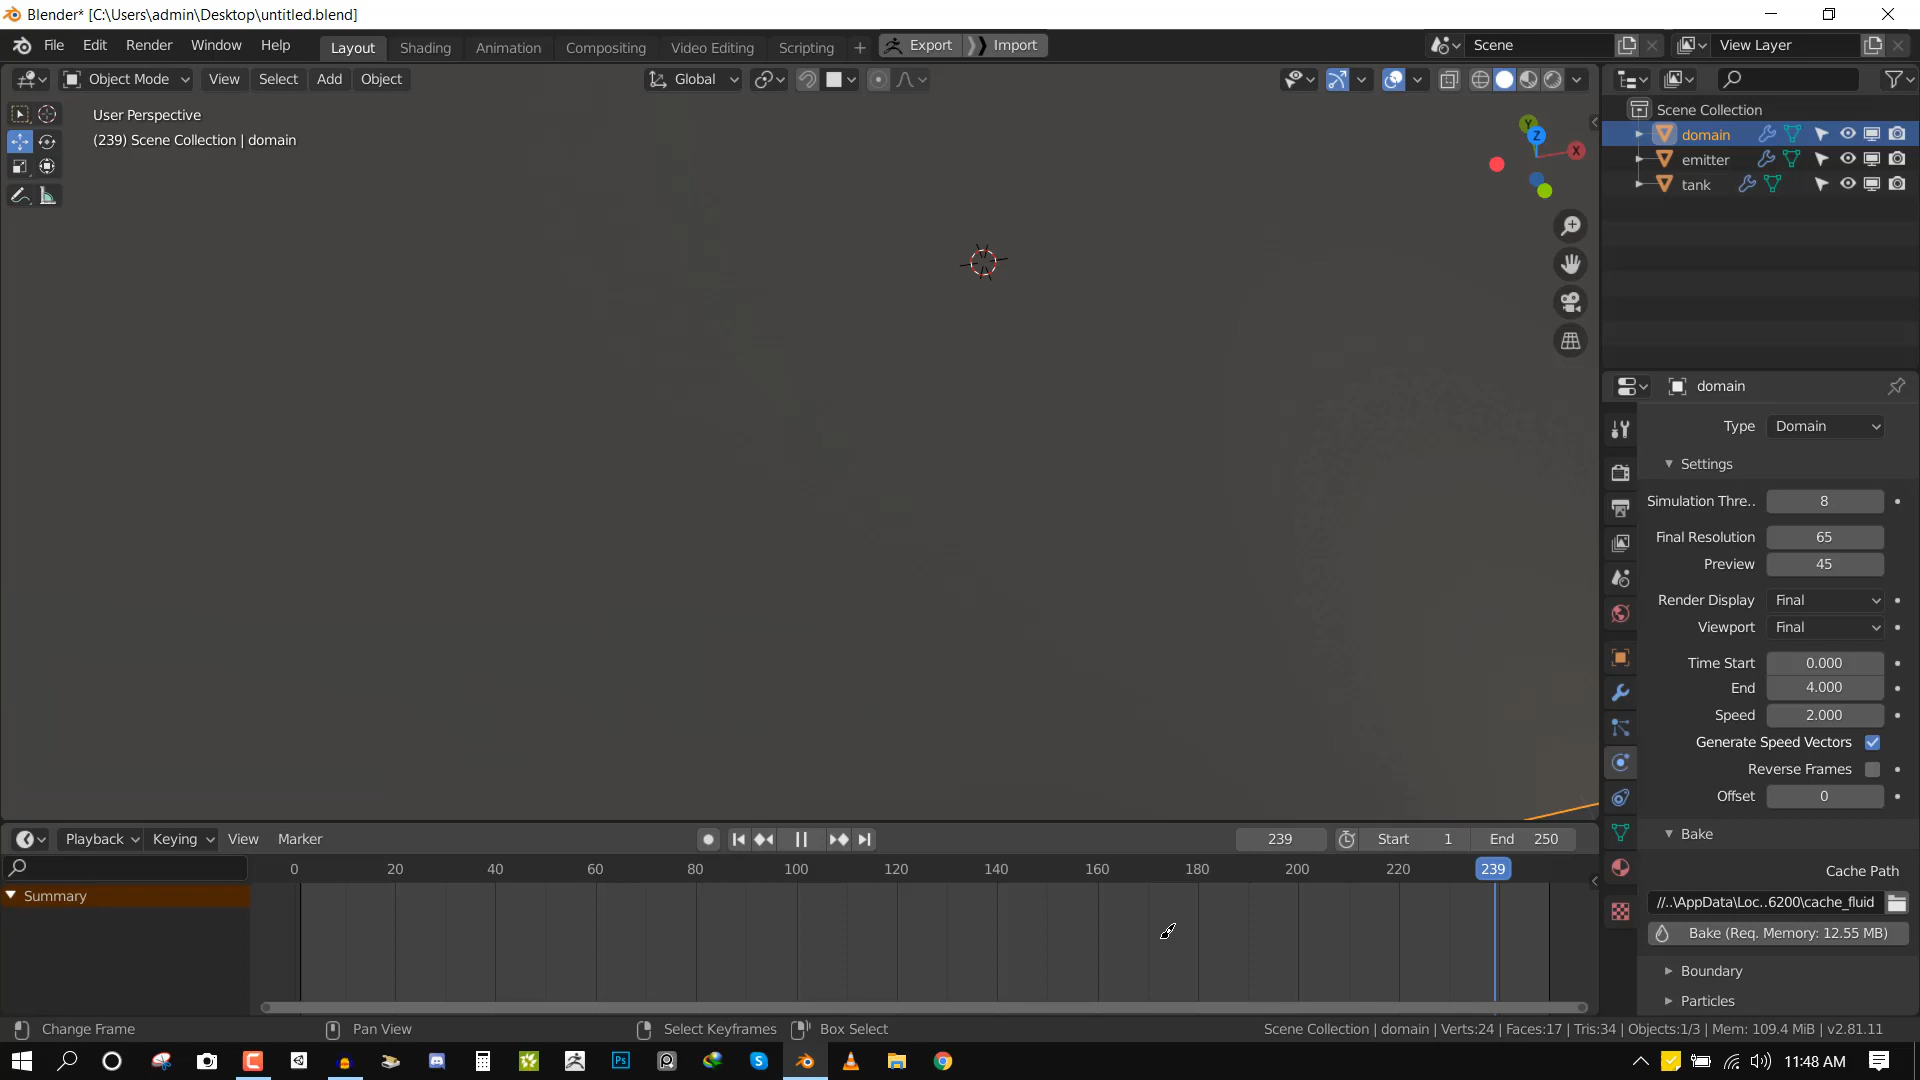 Blender* [C:\Users\admin\Desktop\untitled.blend]
File Edit Render Window Help Layout Shading Animation Compositing Video Editing Scripting + Export Import Scene View Layer
Object Mode View Select Add Object Global
User Perspective
(239) Scene Collection | domain
Y
Z
X
Scene Collection
domain
emitter
tank
domain
Type Domain
Settings
Simulation Thre.. 8
Final Resolution 65
Preview 45
Render Display Final
Viewport Final
Time Start 0.000
End 4.000
Speed 2.000
Generate Speed Vectors
Reverse Frames
Offset 0
Bake
Cache Path
//..\AppData\Loc..6200\cache_fluid
Bake (Req. Memory: 12.55 MB)
Boundary
Particles
Playback Keying View Marker 239 Start 1 End 250
0 20 40 60 80 100 120 140 160 180 200 220 239
Summary
Change Frame Pan View Select Keyframes Box Select Scene Collection | domain | Verts:24 | Faces:17 | Tris:34 | Objects:1/3 | Mem: 109.4 MiB | v2.81.11
Ps
11:48 AM